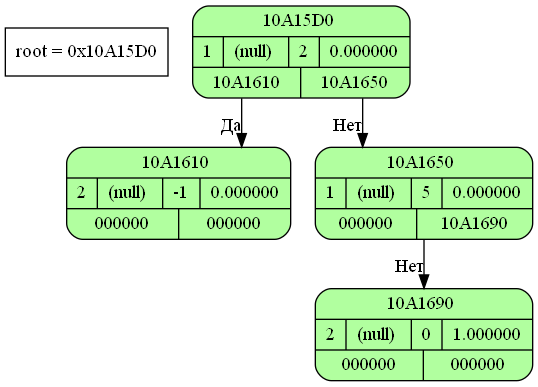 root = 0x10A15D0
10A15D0
1 (null) 2 0.000000
10A1610 10A1650
Да Нет
10A1610
2 (null) -1 0.000000
000000 000000
10A1650
1 (null) 5 0.000000
000000 10A1690
Нет
10A1690
2 (null) 0 1.000000
000000 000000